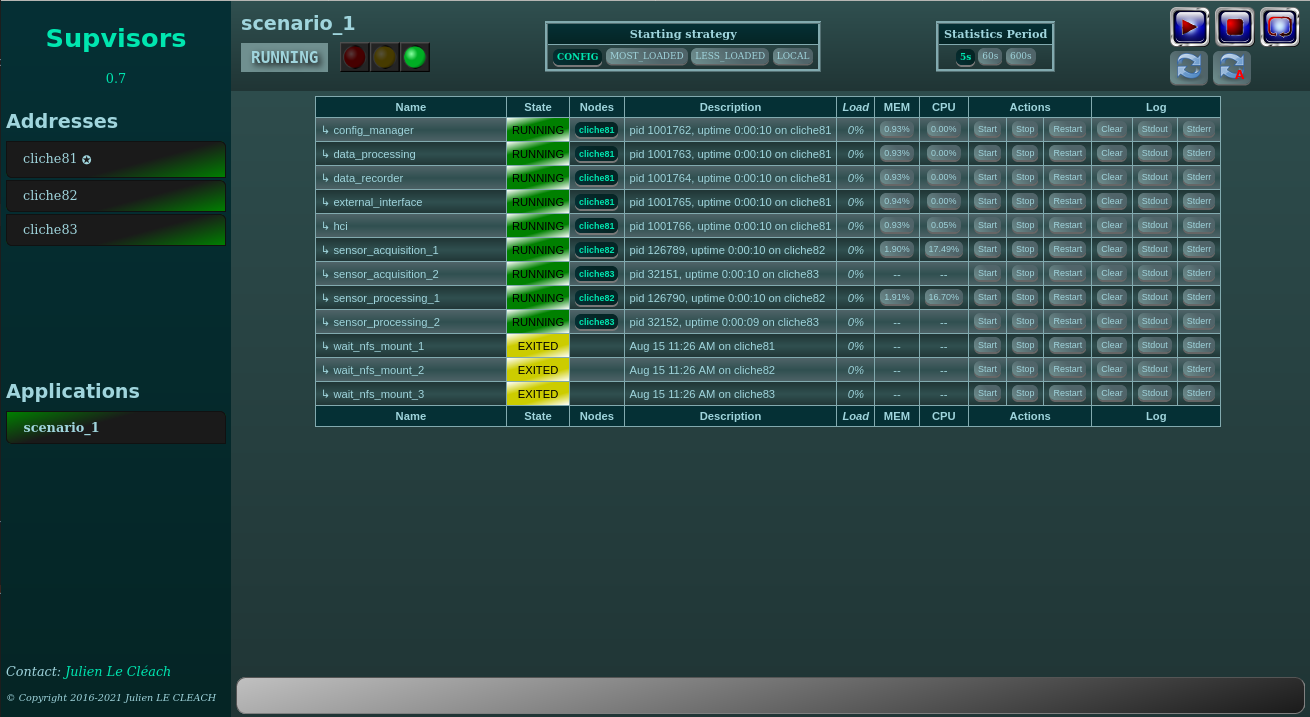 Supvisors
0.7
Addresses
cliche81 ✪
cliche82
cliche83
Applications
scenario_1
Contact: Julien Le Cléach
© Copyright 2016-2021 Julien LE CLEACH
scenario_1
RUNNING
Starting strategy
CONFIG MOST_LOADED LESS_LOADED LOCAL
Statistics Period
5s 60s 600s
A
Name State Nodes Description Load MEM CPU Actions Log
↳ config_manager RUNNING cliche81 pid 1001762, uptime 0:00:10 on cliche81 0% 0.93% 0.00% Start Stop Restart Clear Stdout Stderr
↳ data_processing RUNNING cliche81 pid 1001763, uptime 0:00:10 on cliche81 0% 0.93% 0.00% Start Stop Restart Clear Stdout Stderr
↳ data_recorder RUNNING cliche81 pid 1001764, uptime 0:00:10 on cliche81 0% 0.93% 0.00% Start Stop Restart Clear Stdout Stderr
↳ external_interface RUNNING cliche81 pid 1001765, uptime 0:00:10 on cliche81 0% 0.94% 0.00% Start Stop Restart Clear Stdout Stderr
↳ hci RUNNING cliche81 pid 1001766, uptime 0:00:10 on cliche81 0% 0.93% 0.05% Start Stop Restart Clear Stdout Stderr
↳ sensor_acquisition_1 RUNNING cliche82 pid 126789, uptime 0:00:10 on cliche82 0% 1.90% 17.49% Start Stop Restart Clear Stdout Stderr
↳ sensor_acquisition_2 RUNNING cliche83 pid 32151, uptime 0:00:10 on cliche83 0% -- -- Start Stop Restart Clear Stdout Stderr
↳ sensor_processing_1 RUNNING cliche82 pid 126790, uptime 0:00:10 on cliche82 0% 1.91% 16.70% Start Stop Restart Clear Stdout Stderr
↳ sensor_processing_2 RUNNING cliche83 pid 32152, uptime 0:00:09 on cliche83 0% -- -- Start Stop Restart Clear Stdout Stderr
↳ wait_nfs_mount_1 EXITED Aug 15 11:26 AM on cliche81 0% -- -- Start Stop Restart Clear Stdout Stderr
↳ wait_nfs_mount_2 EXITED Aug 15 11:26 AM on cliche82 0% -- -- Start Stop Restart Clear Stdout Stderr
↳ wait_nfs_mount_3 EXITED Aug 15 11:26 AM on cliche83 0% -- -- Start Stop Restart Clear Stdout Stderr
Name State Nodes Description Load MEM CPU Actions Log